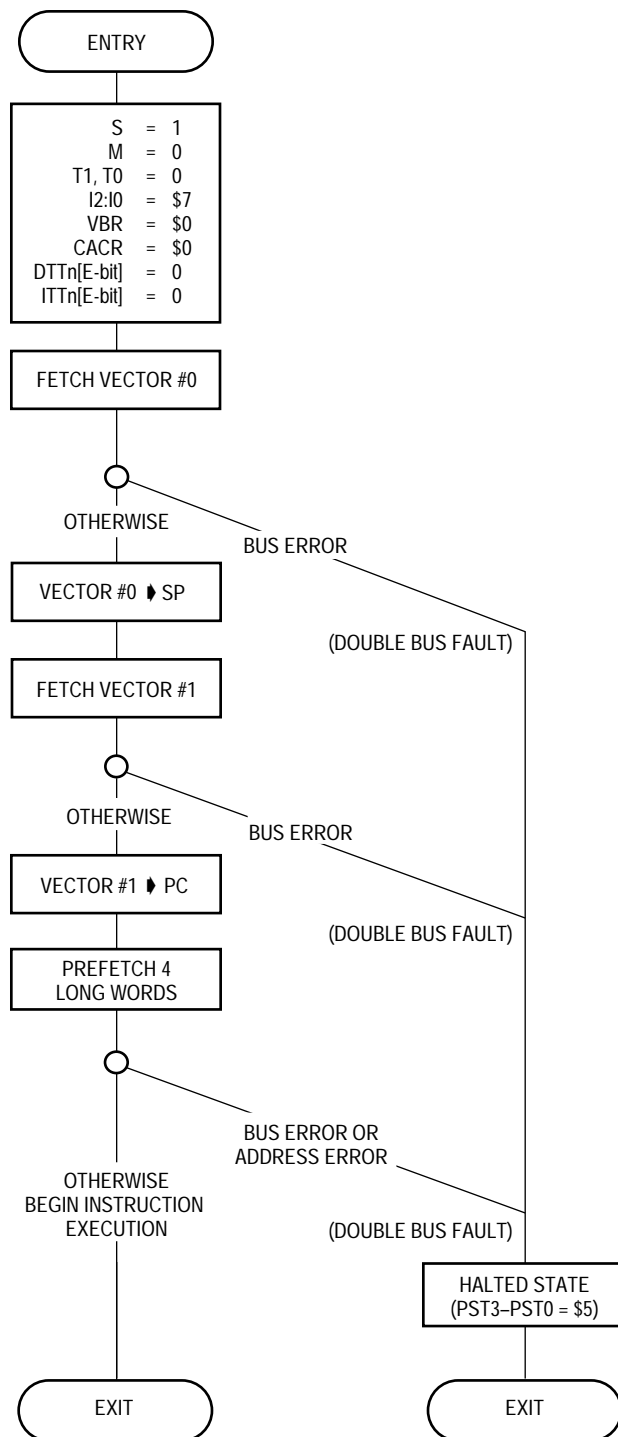 ENTRY
S = 1
M = 0
T1, T0 = 0
I2:I0 = $7
VBR = $0
CACR = $0
DTTn[E-bit] = 0
ITTn[E-bit] = 0
FETCH VECTOR #0
OTHERWISE
BUS ERROR
VECTOR #0 ➧ SP
(DOUBLE BUS FAULT)
FETCH VECTOR #1
OTHERWISE
BUS ERROR
VECTOR #1 ➧ PC
(DOUBLE BUS FAULT)
PREFETCH 4
LONG WORDS
BUS ERROR OR
ADDRESS ERROR
OTHERWISE
BEGIN INSTRUCTION
EXECUTION
(DOUBLE BUS FAULT)
HALTED STATE
(PST3–PST0 = $5)
EXIT
EXIT